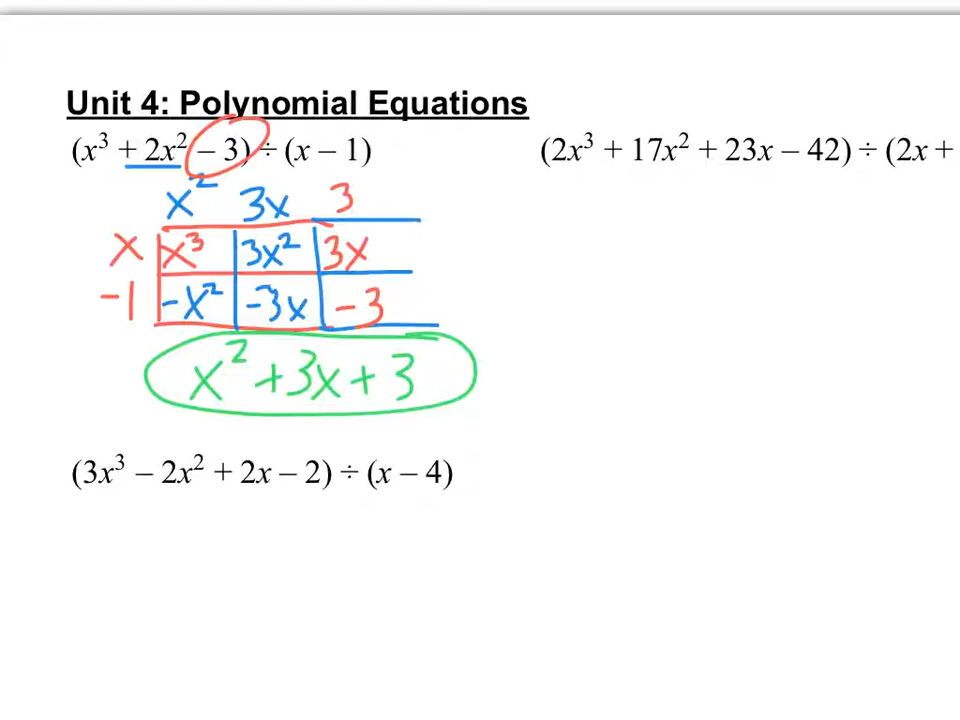 Unit 4: Polynomial Equations
(x³ + 2x² – 3) ÷ (x – 1)
(2x³ + 17x² + 23x – 42) ÷ (2x +
x² 3x 3
x x³ 3x² 3x
-1 -x² -3x -3
x² + 3x + 3
(3x³ – 2x² + 2x – 2) ÷ (x – 4)